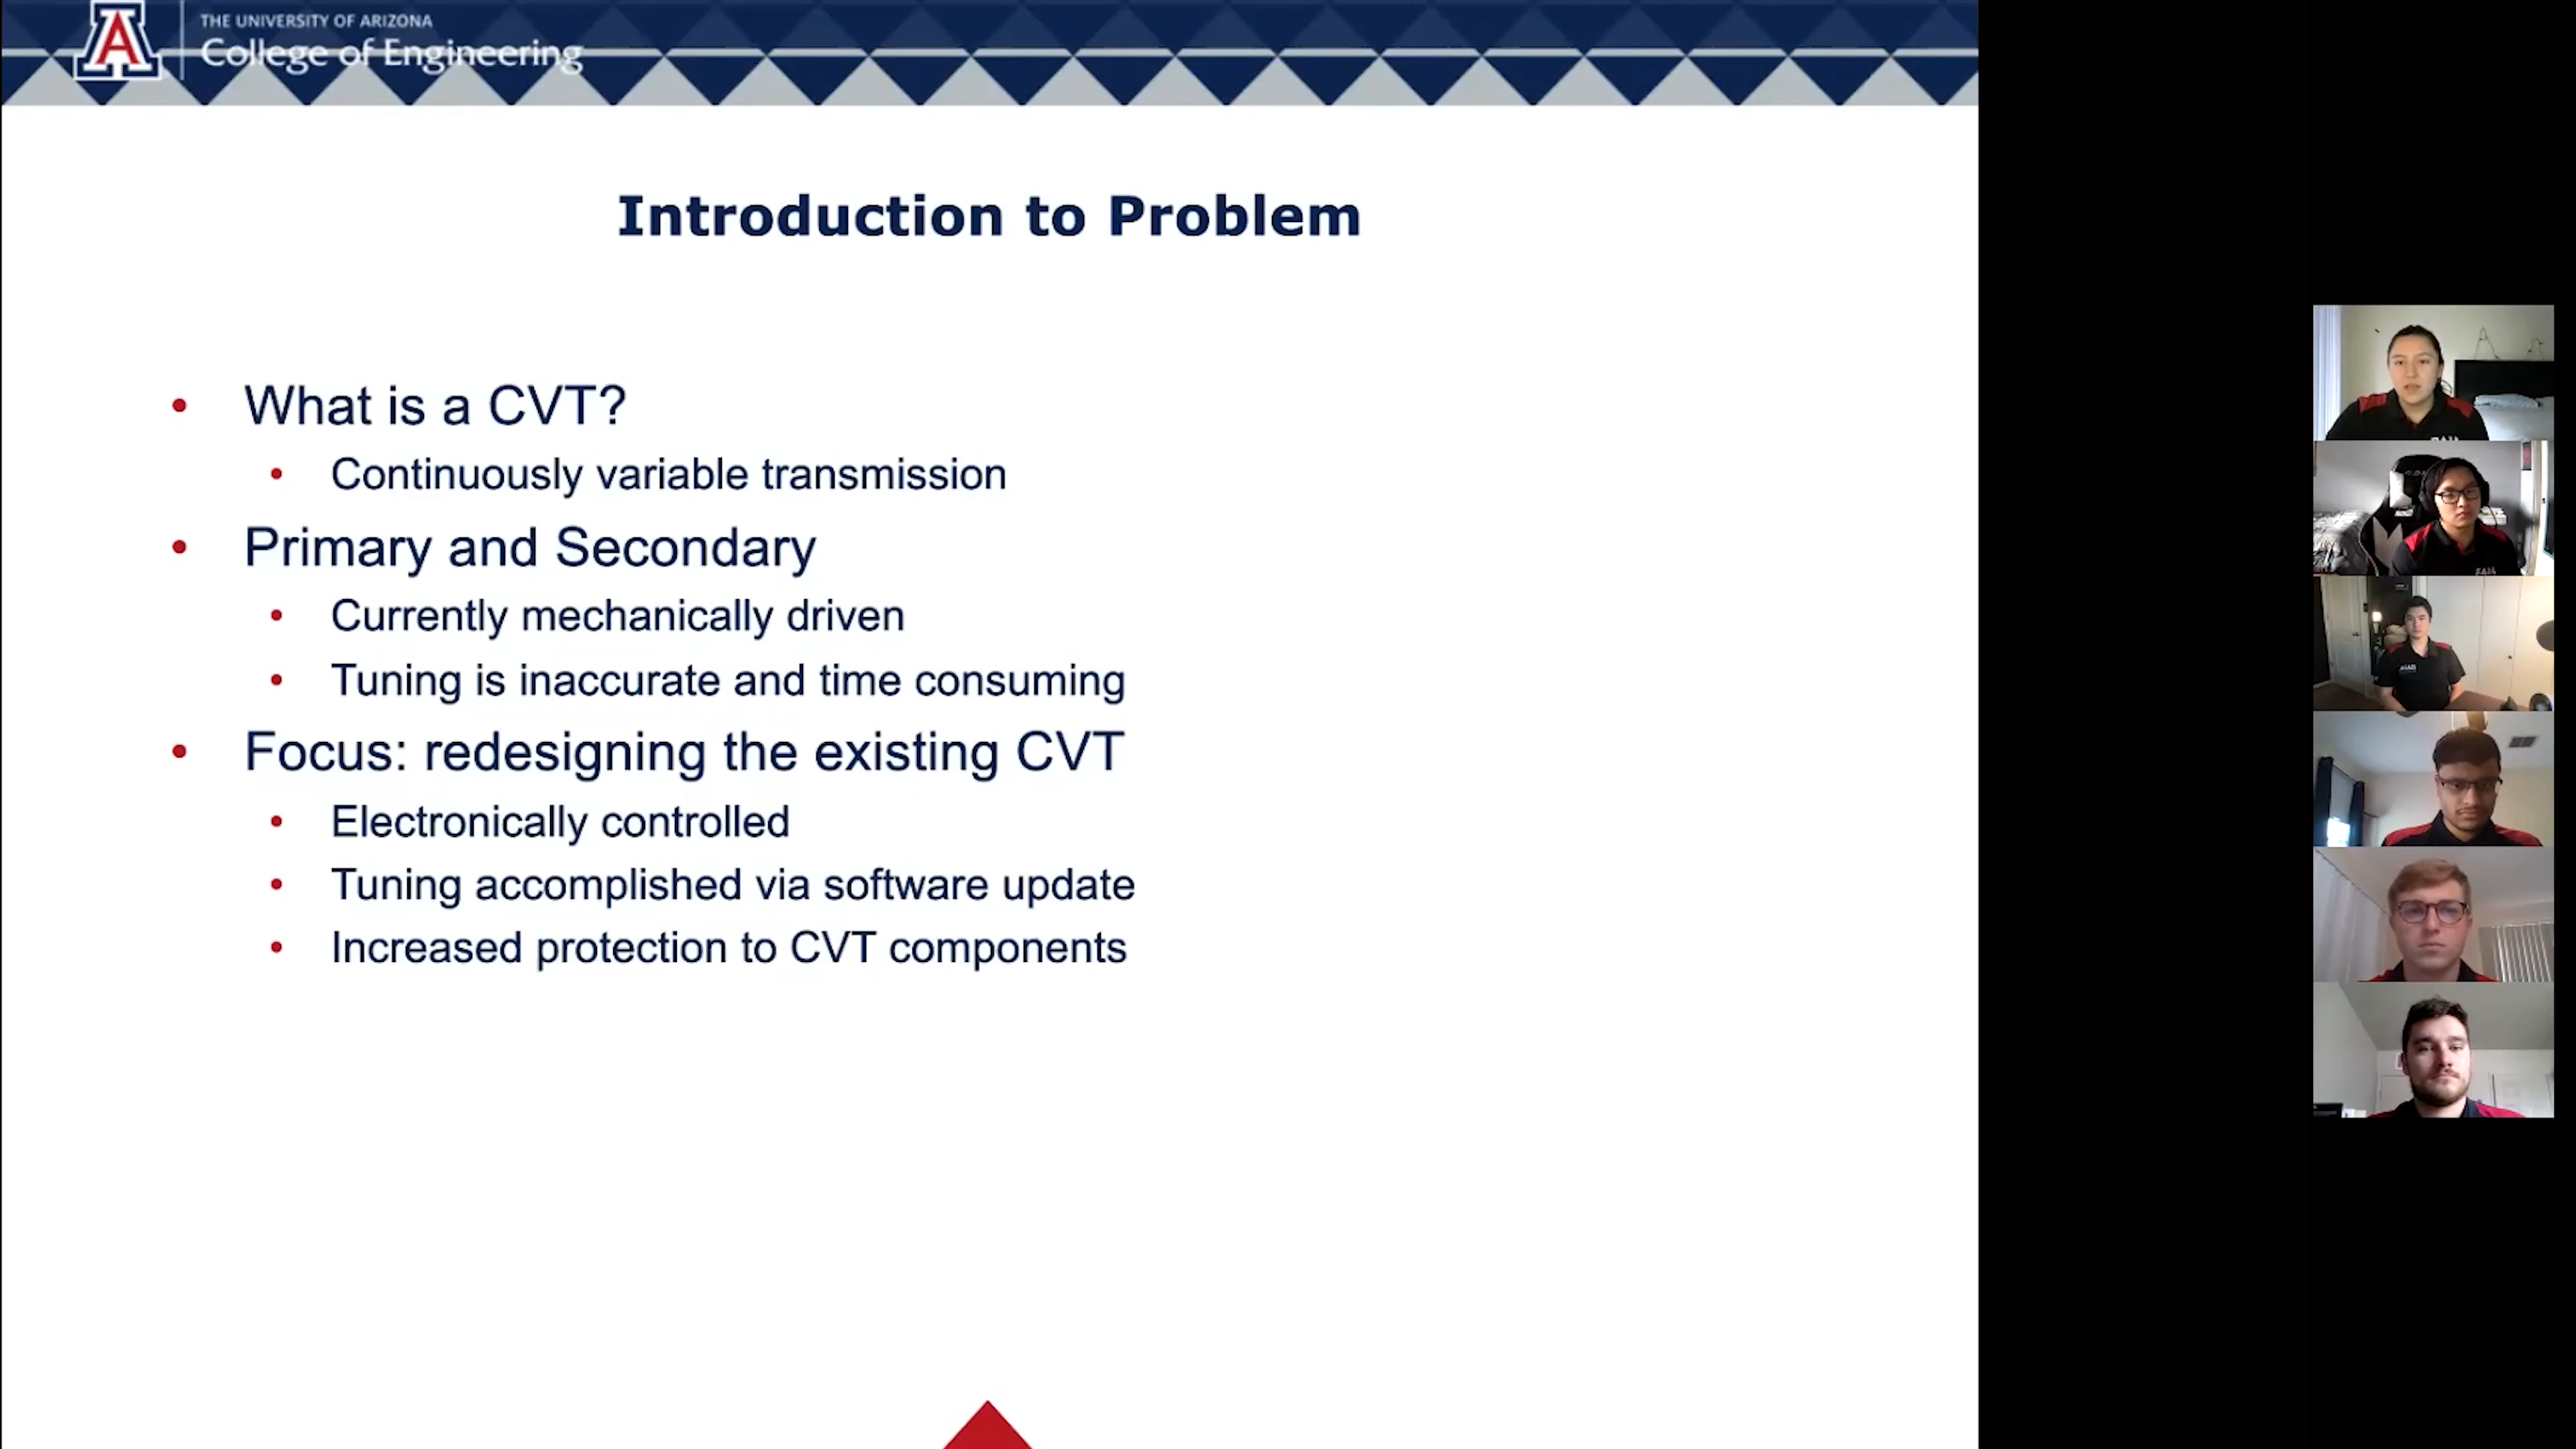 THE UNIVERSITY OF ARIZONA
College of Engineering
Introduction to Problem
• What is a CVT?
• Continuously variable transmission
• Primary and Secondary
• Currently mechanically driven
• Tuning is inaccurate and time consuming
• Focus: redesigning the existing CVT
• Electronically controlled
• Tuning accomplished via software update
• Increased protection to CVT components